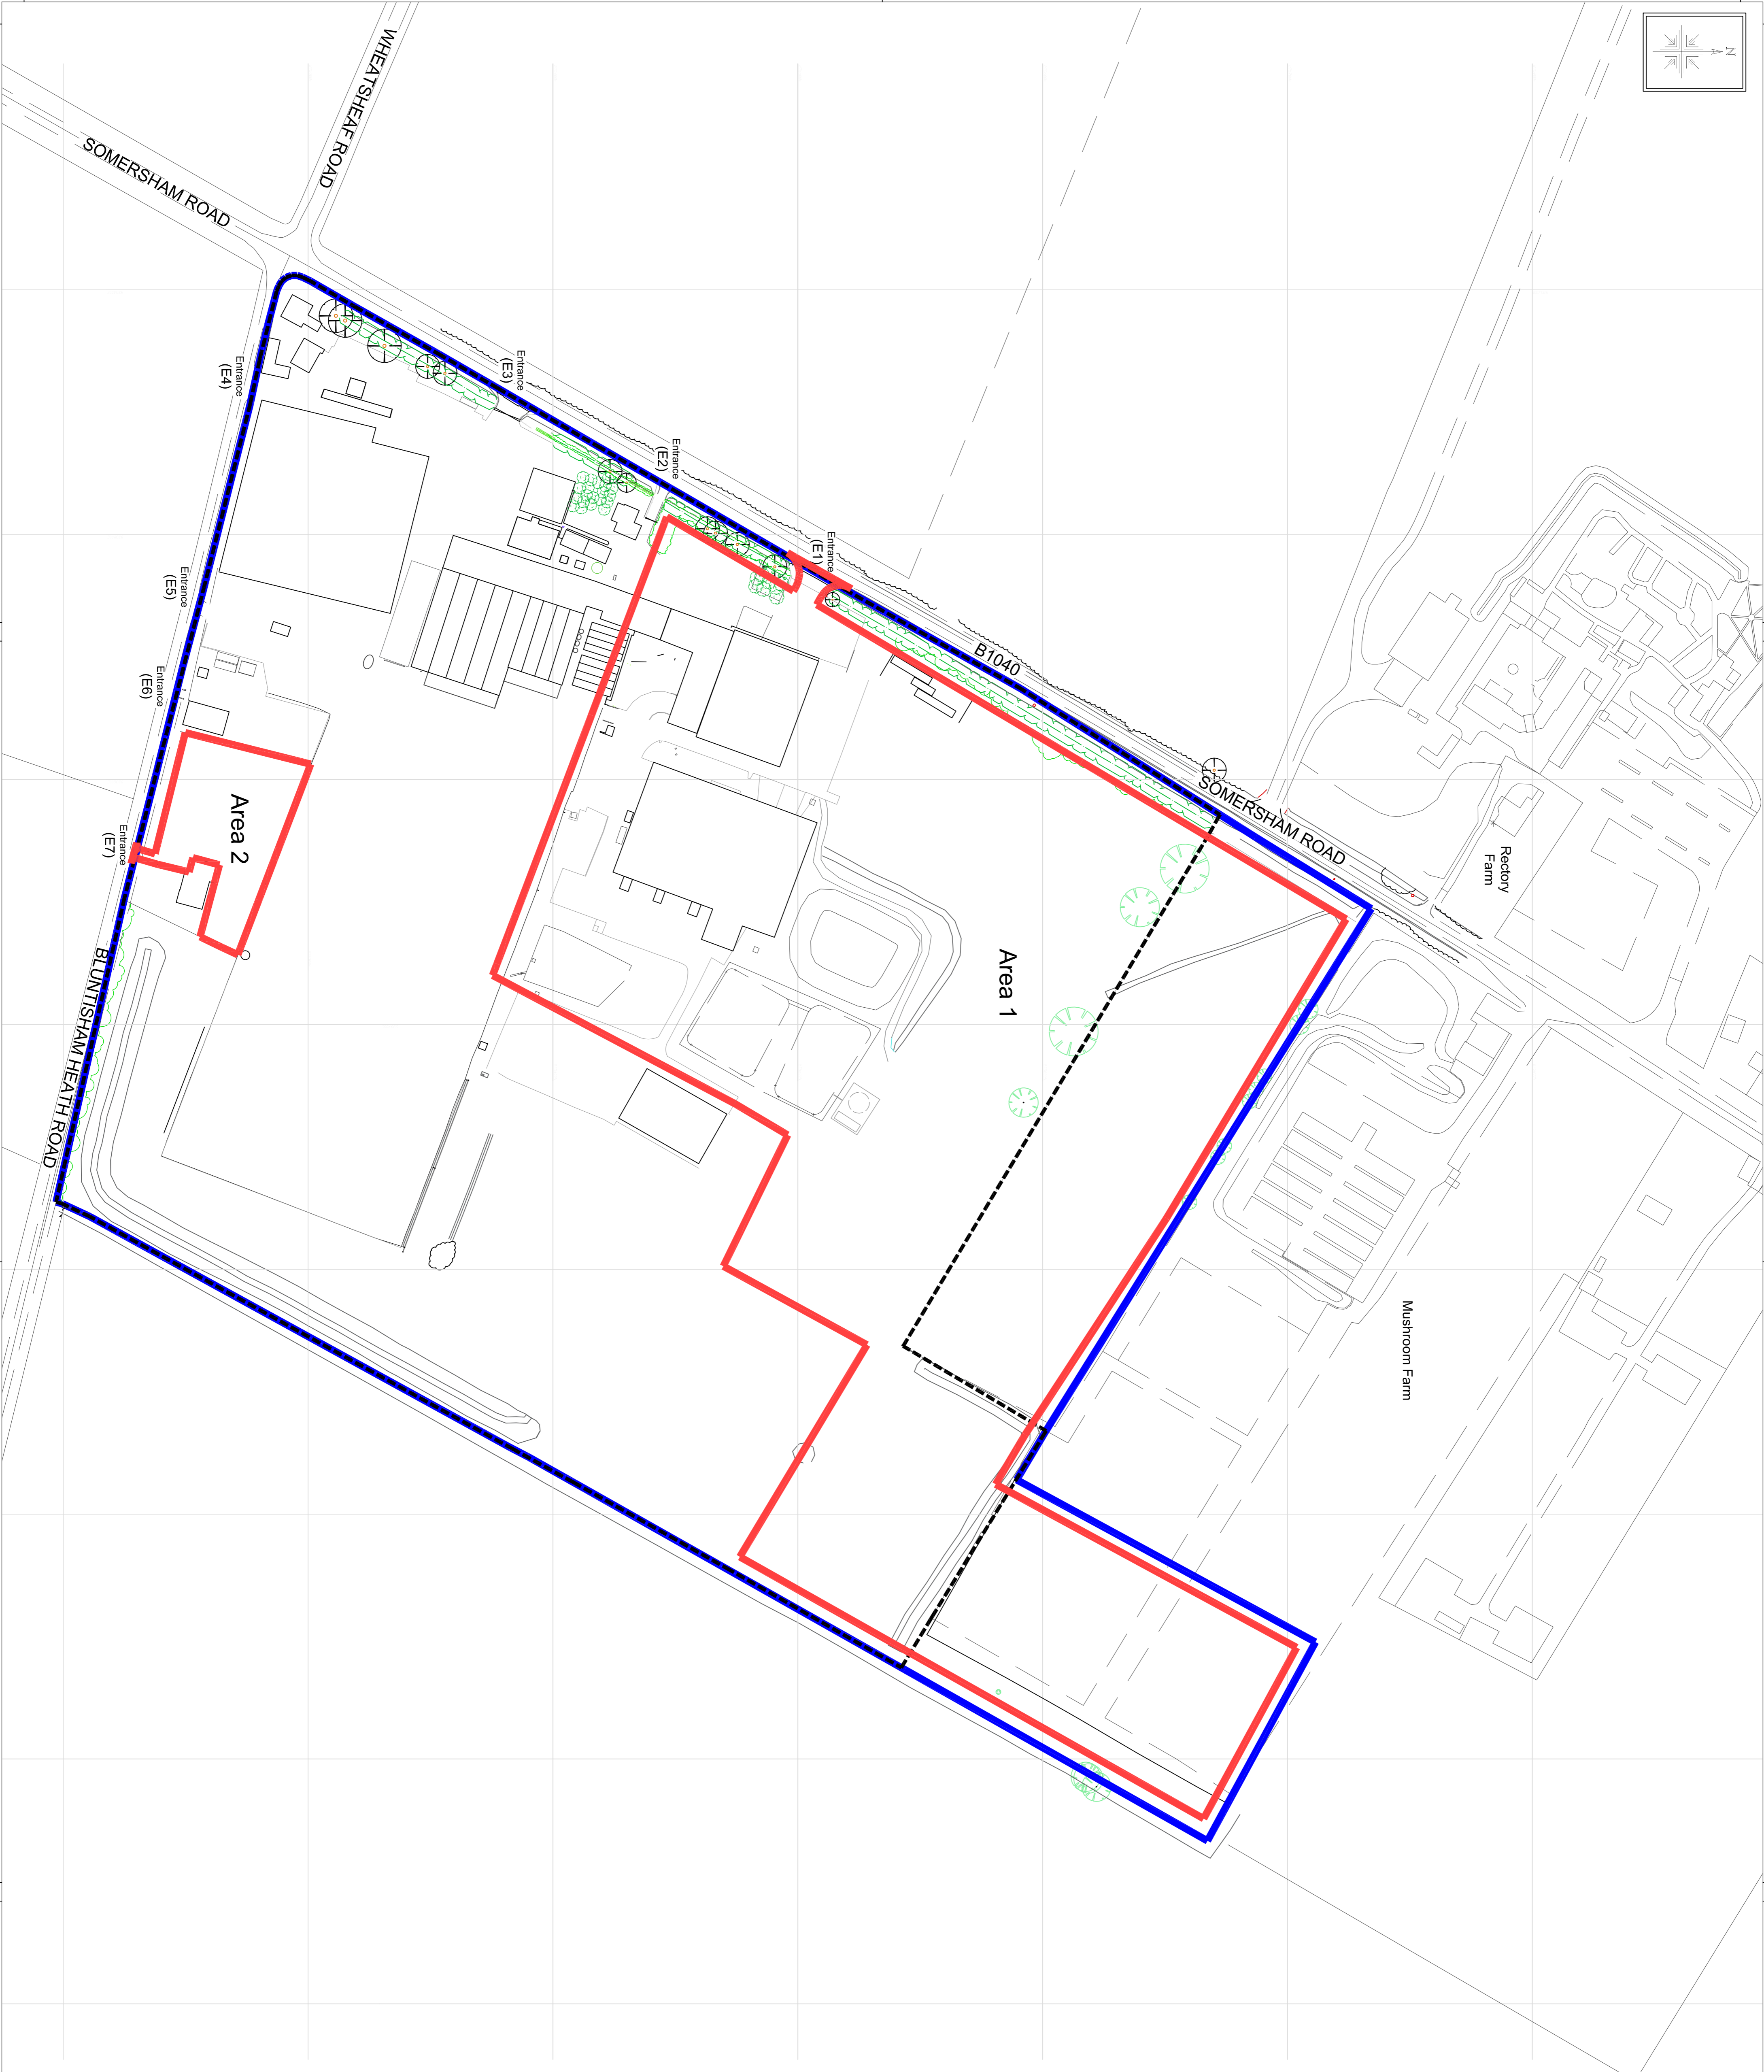 N
WHEATSHEAF ROAD
SOMERSHAM ROAD
Entrance
(E4)
Entrance
(E3)
Entrance
(E2)
Entrance
(E1)
B1040
SOMERSHAM ROAD
Rectory
Farm
Entrance
(E5)
Entrance
(E6)
Entrance
(E7)
Area 2
Area 1
BLUNTISHAM HEATH ROAD
Mushroom Farm